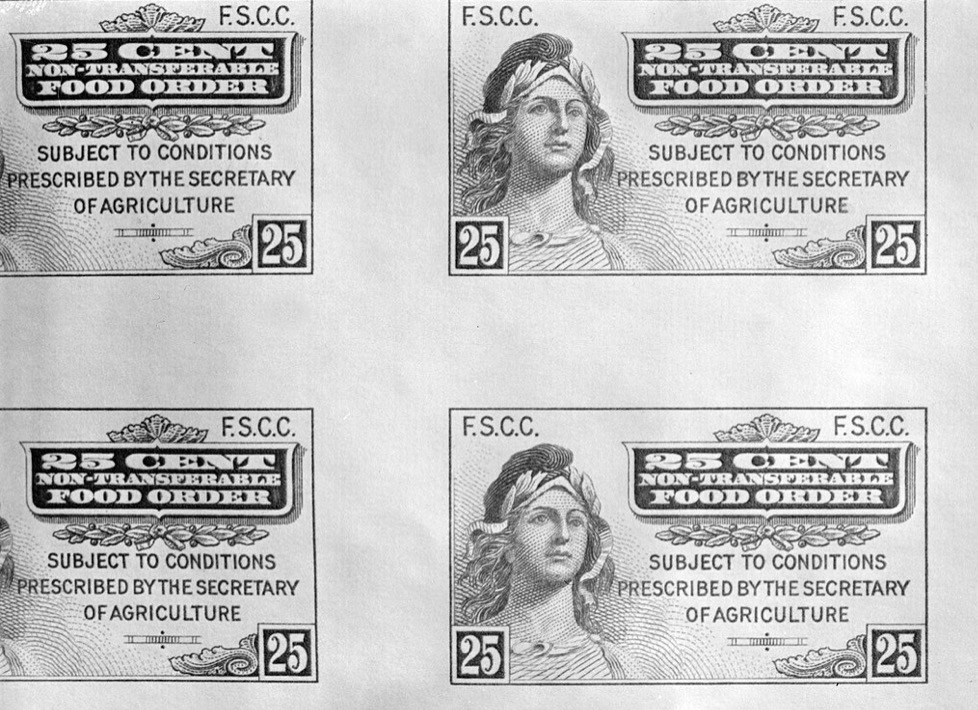 F.S.C.C.
25 CENT
NON-TRANSFERABLE
FOOD ORDER
SUBJECT TO CONDITIONS
PRESCRIBED BY THE SECRETARY
OF AGRICULTURE
25
F.S.C.C. F.S.C.C.
25 CENT
NON-TRANSFERABLE
FOOD ORDER
SUBJECT TO CONDITIONS
PRESCRIBED BY THE SECRETARY
OF AGRICULTURE
25 25
F.S.C.C.
25 CENT
NON-TRANSFERABLE
FOOD ORDER
SUBJECT TO CONDITIONS
PRESCRIBED BY THE SECRETARY
OF AGRICULTURE
25
F.S.C.C. F.S.C.C.
25 CENT
NON-TRANSFERABLE
FOOD ORDER
SUBJECT TO CONDITIONS
PRESCRIBED BY THE SECRETARY
OF AGRICULTURE
25 25